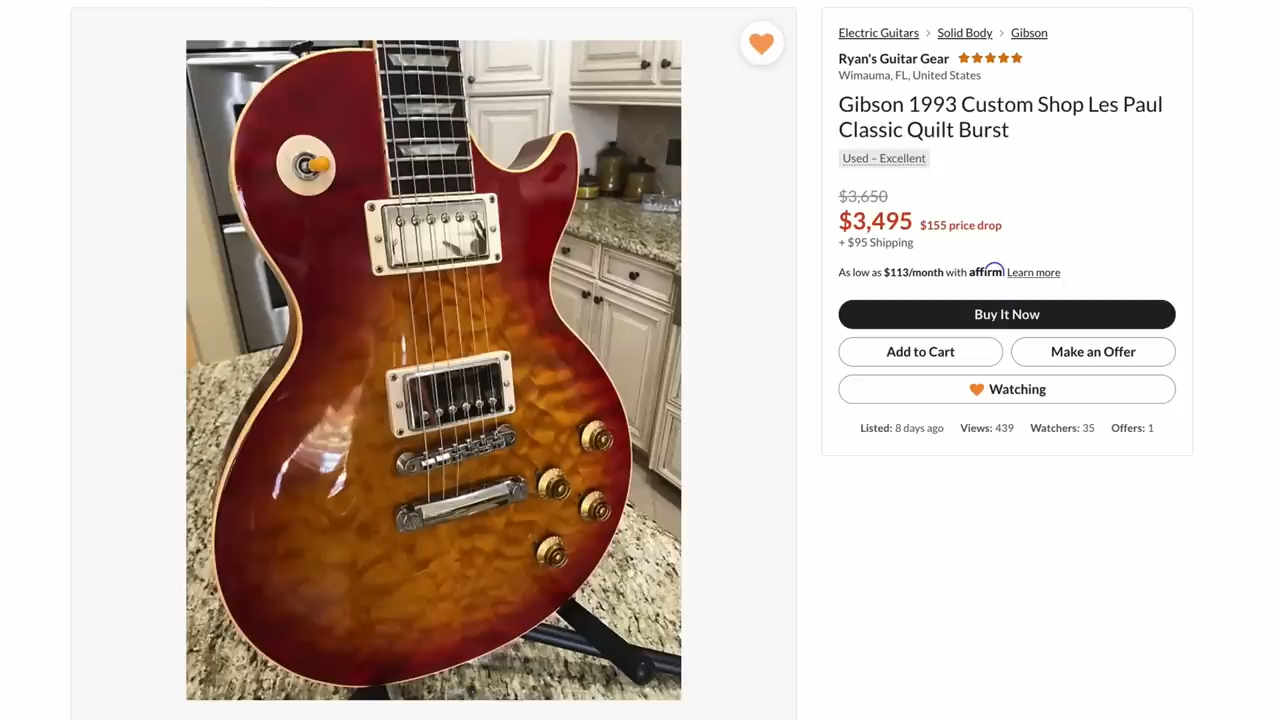 Electric Guitars > Solid Body > Gibson
Ryan's Guitar Gear
Wimauma, FL, United States
Gibson 1993 Custom Shop Les Paul
Classic Quilt Burst
Used – Excellent
$3,650
$3,495 $155 price drop
+ $95 Shipping
As low as $113/month with affirm Learn more
Buy It Now
Add to Cart
Make an Offer
Watching
Listed: 8 days ago Views: 439 Watchers: 35 Offers: 1